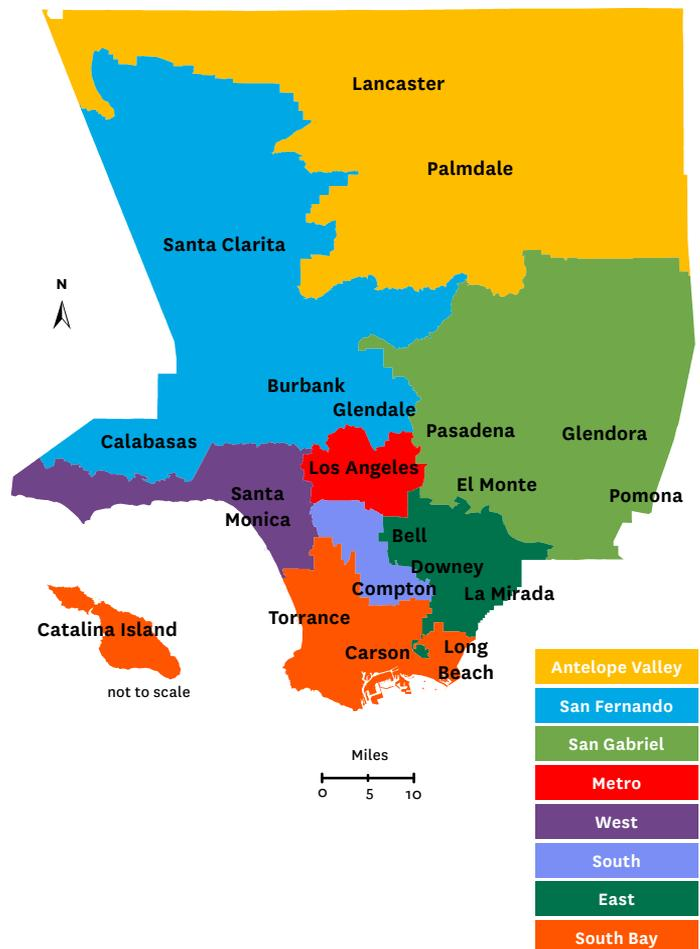 Lancaster
Palmdale
Santa Clarita
N
Burbank
Glendale
Pasadena
Glendora
Calabasas
Los Angeles
El Monte
Santa
Monica
Pomona
Bell
Downey
Compton
La Mirada
Torrance
Catalina Island
Carson
Long
Beach
not to scale
Miles
0 5 10
Antelope Valley
San Fernando
San Gabriel
Metro
West
South
East
South Bay